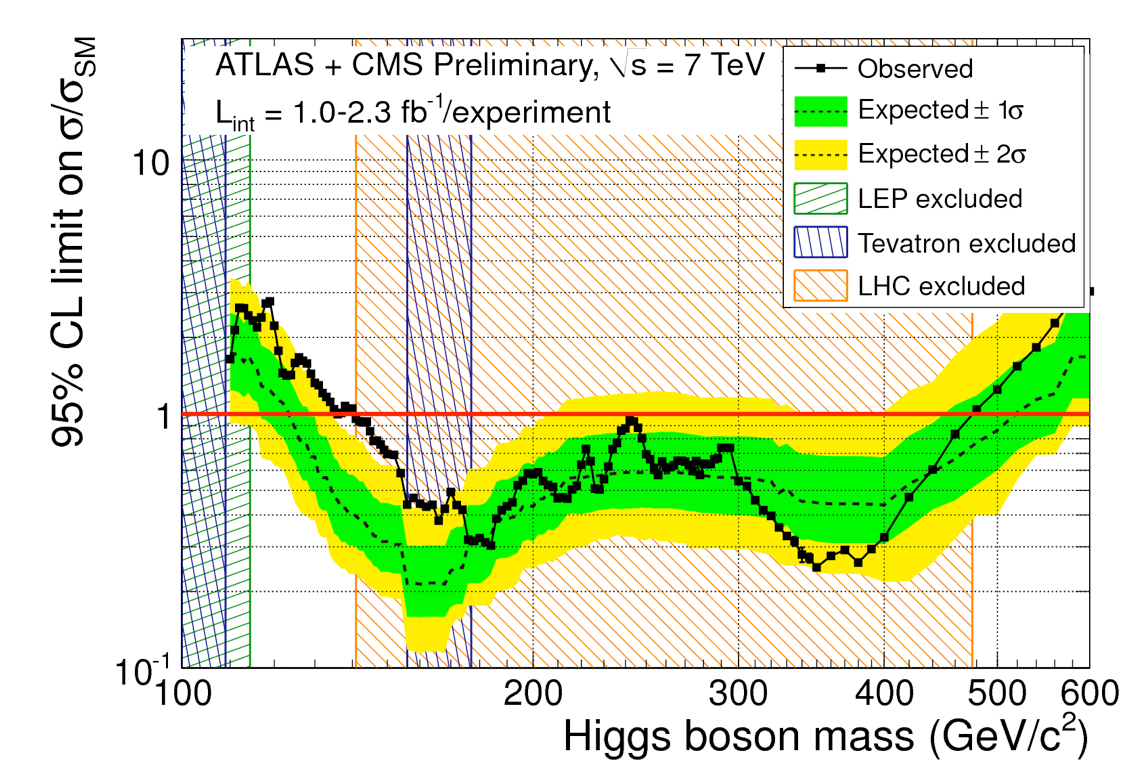 ATLAS + CMS Preliminary, √s = 7 TeV
L_int = 1.0-2.3 fb⁻¹/experiment
Observed
Expected ± 1σ
Expected ± 2σ
LEP excluded
Tevatron excluded
LHC excluded
95% CL limit on σ/σ_SM
10
1
10⁻¹
100 200 300 400 500 600
Higgs boson mass (GeV/c²)